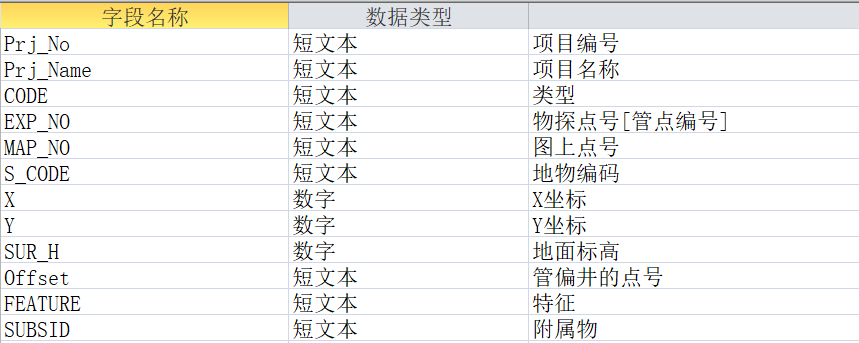 字段名称 数据类型
Prj_No 短文本 项目编号
Prj_Name 短文本 项目名称
CODE 短文本 类型
EXP_NO 短文本 物探点号[管点编号]
MAP_NO 短文本 图上点号
S_CODE 短文本 地物编码
X 数字 X坐标
Y 数字 Y坐标
SUR_H 数字 地面标高
Offset 短文本 管偏井的点号
FEATURE 短文本 特征
SUBSID 短文本 附属物